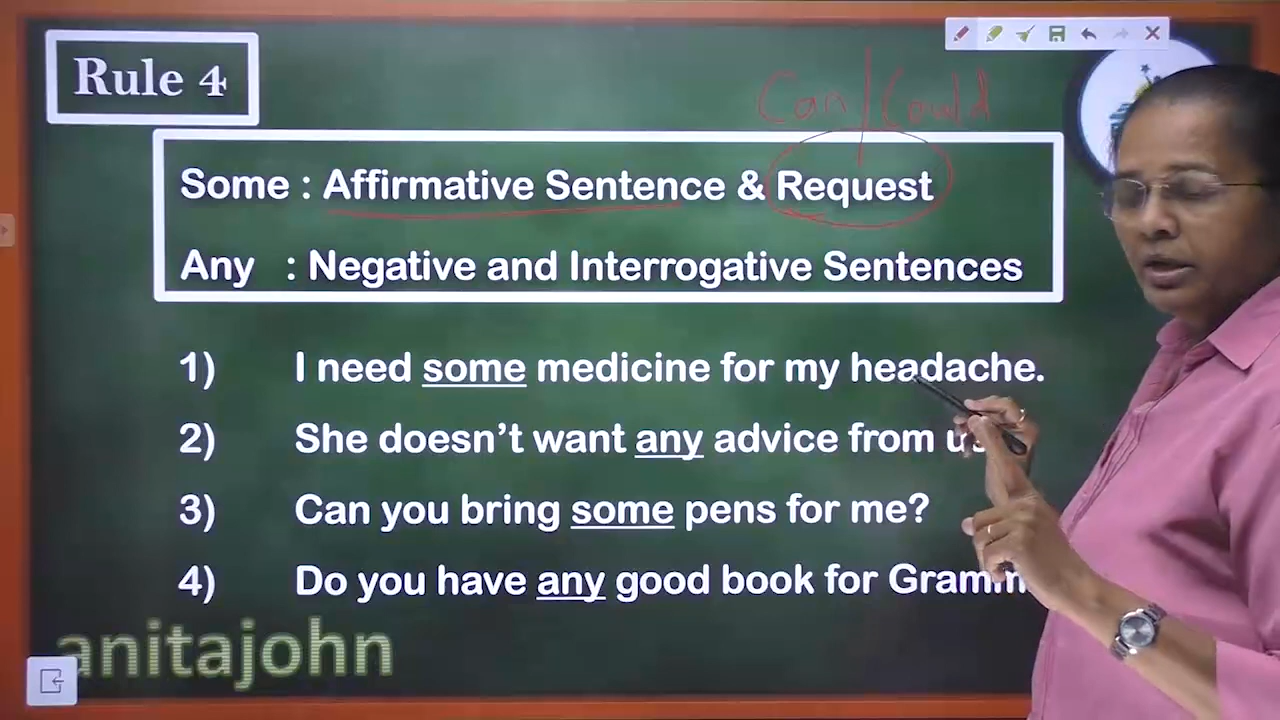 Rule 4
Can/Could
Some : Affirmative Sentence & Request
Any : Negative and Interrogative Sentences
1) I need some medicine for my headache.
2) She doesn't want any advice from us
3) Can you bring some pens for me?
4) Do you have any good book for Gramm
anitajohn